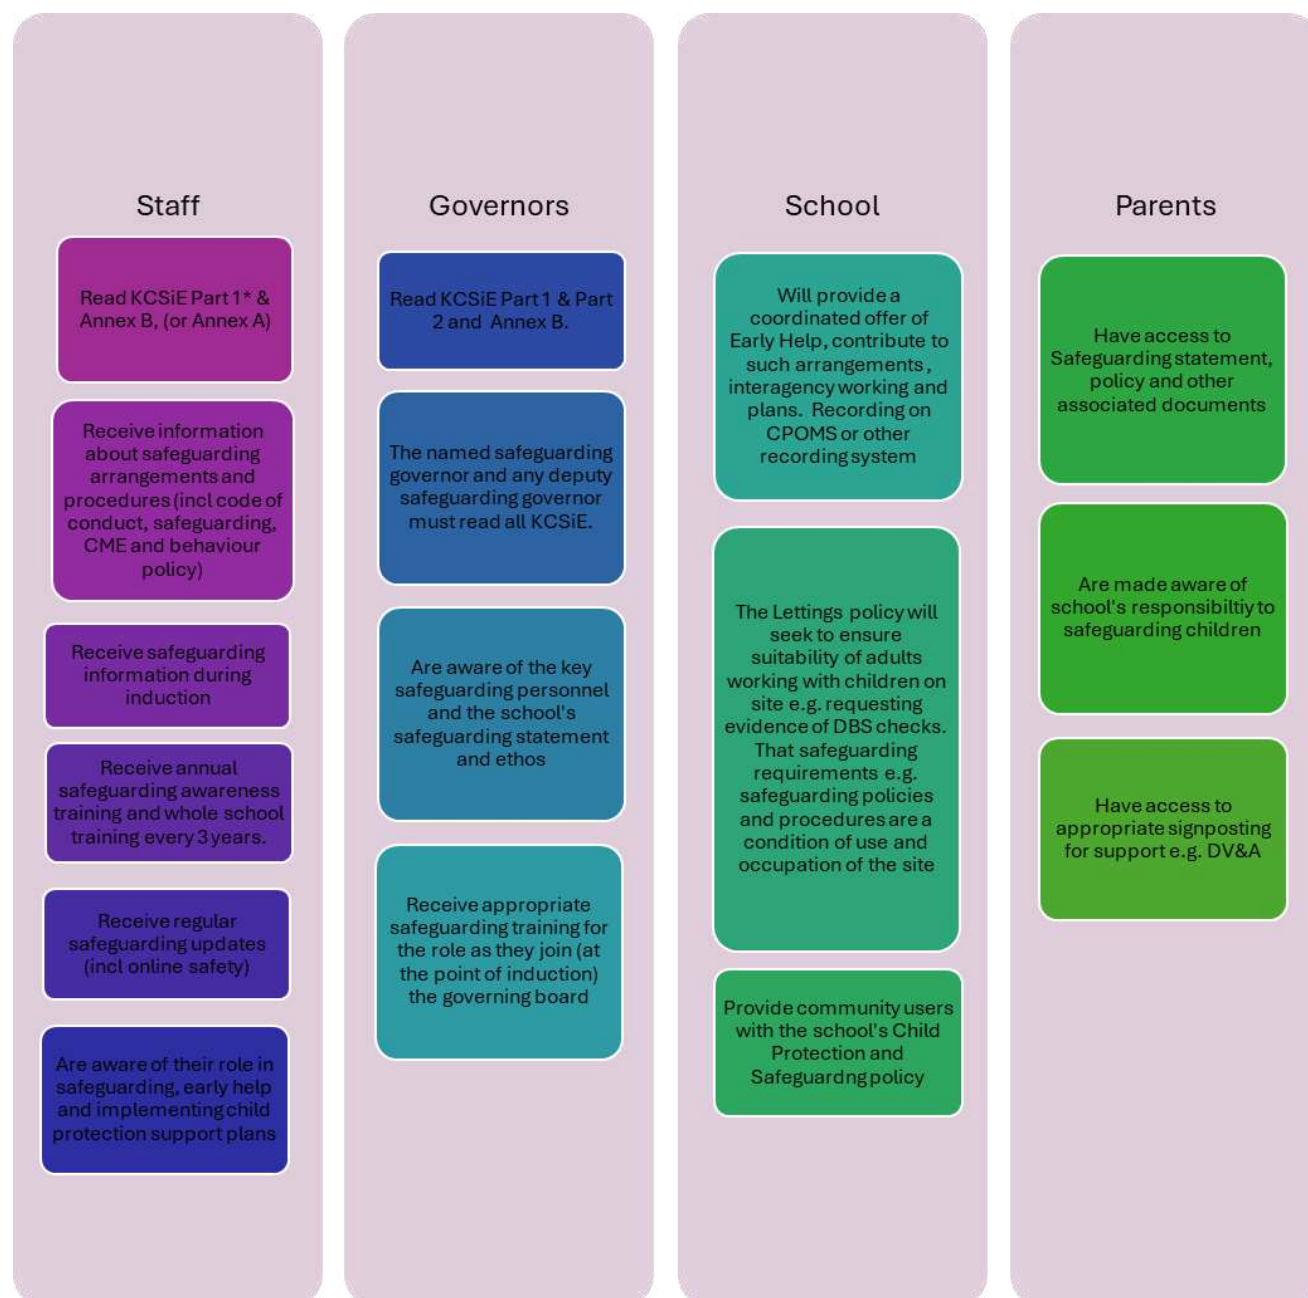 Staff
Read KCSiE Part 1* &
Annex B, (or Annex A)
Receive information
about safeguarding
arrangements and
procedures (incl code of
conduct, safeguarding,
CME and behaviour
policy)
Receive safeguarding
information during
induction
Receive annual
safeguarding awareness
training and whole school
training every 3 years.
Receive regular
safeguarding updates
(incl online safety)
Are aware of their role in
safeguarding, early help
and implementing child
protection support plans
Governors
Read KCSiE Part 1 & Part
2 and Annex B.
The named safeguarding
governor and any deputy
safeguarding governor
must read all KCSiE.
Are aware of the key
safeguarding personnel
and the school's
safeguarding statement
and ethos
Receive appropriate
safeguarding training for
the role as they join (at
the point of induction)
the governing board
School
Will provide a
coordinated offer of
Early Help, contribute to
such arrangements ,
interagency working and
plans. Recording on
CPOMS or other
recording system
The Lettings policy will
seek to ensure
suitability of adults
working with children on
site e.g. requesting
evidence of DBS checks.
That safeguarding
requirements e.g.
safeguarding policies
and procedures are a
condition of use and
occupation of the site
Provide community users
with the school's Child
Protection and
Safeguardng policy
Parents
Have access to
Safeguarding statement,
policy and other
associated documents
Are made aware of
school's responsibiltiy to
safeguarding children
Have access to
appropriate signposting
for support e.g. DV&A